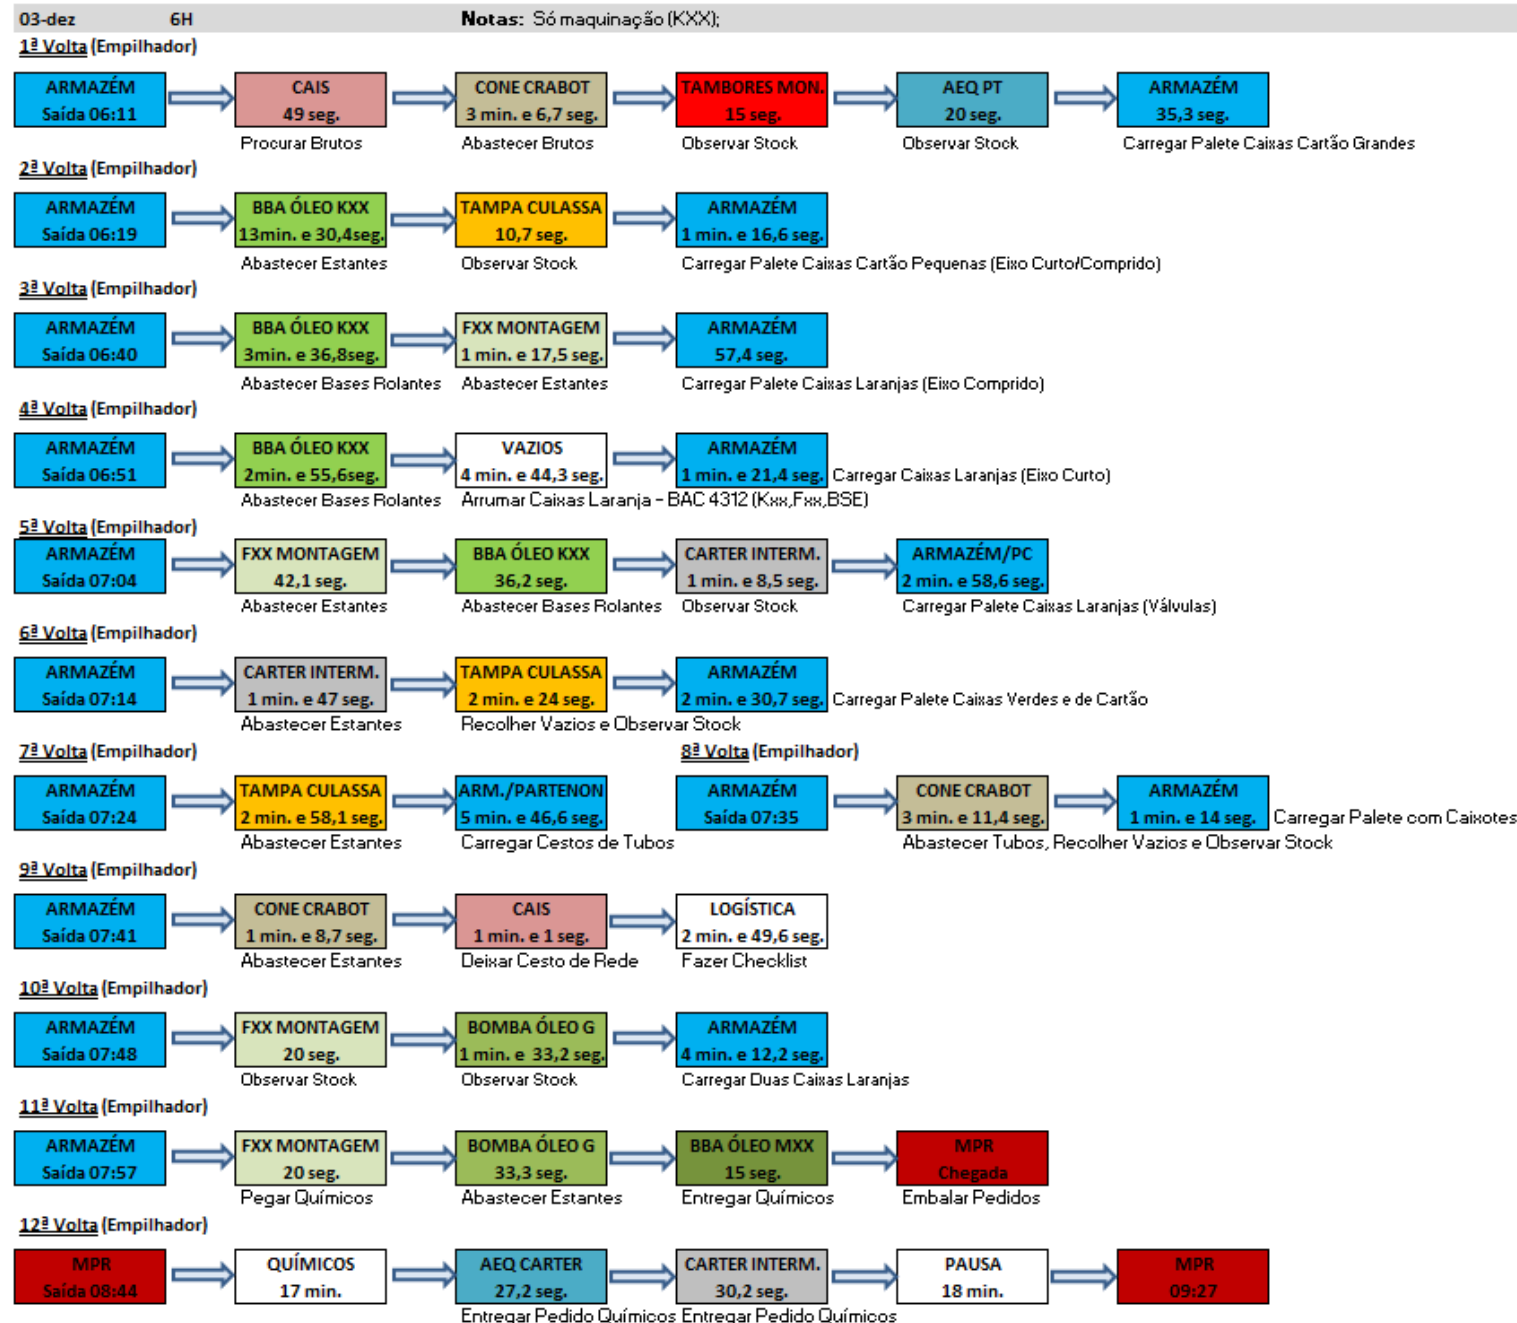 03-dez 6H Notas: Só maquinação (KXX);
1ª Volta (Empilhador)
ARMAZÉM CAIS CONE CRABOT TAMBORES MON. AEQ PT ARMAZÉM
Saída 06:11 49 seg. 3 min. e 6,7 seg. 15 seg. 20 seg. 35,3 seg.
Procurar Brutos Abastecer Brutos Observar Stock Observar Stock Carregar Palete Caixas Cartão Grandes
2ª Volta (Empilhador)
ARMAZÉM BBA ÓLEO KXX TAMPA CULASSA ARMAZÉM
Saída 06:19 13min. e 30,4seg. 10,7 seg. 1 min. e 16,6 seg.
Abastecer Estantes Observar Stock Carregar Palete Caixas Cartão Pequenas (Eixo Curto/Comprido)
3ª Volta (Empilhador)
ARMAZÉM BBA ÓLEO KXX FXX MONTAGEM ARMAZÉM
Saída 06:40 3min. e 36,8seg. 1 min. e 17,5 seg. 57,4 seg.
Abastecer Bases Rolantes Abastecer Estantes Carregar Palete Caixas Laranjas (Eixo Comprido)
4ª Volta (Empilhador)
ARMAZÉM BBA ÓLEO KXX VAZIOS ARMAZÉM
Saída 06:51 2min. e 55,6seg. 4 min. e 44,3 seg. 1 min. e 21,4 seg. Carregar Caixas Laranjas (Eixo Curto)
Abastecer Bases Rolantes Arrumar Caixas Laranja - BAC 4312 (Kxx,Fxx,BSE)
5ª Volta (Empilhador)
ARMAZÉM FXX MONTAGEM BBA ÓLEO KXX CARTER INTERM. ARMAZÉM/PC
Saída 07:04 42,1 seg. 36,2 seg. 1 min. e 8,5 seg. 2 min. e 58,6 seg.
Abastecer Estantes Abastecer Bases Rolantes Observar Stock Carregar Palete Caixas Laranjas (Válvulas)
6ª Volta (Empilhador)
ARMAZÉM CARTER INTERM. TAMPA CULASSA ARMAZÉM
Saída 07:14 1 min. e 47 seg. 2 min. e 24 seg. 2 min. e 30,7 seg. Carregar Palete Caixas Verdes e de Cartão
Abastecer Estantes Recolher Vazios e Observar Stock
7ª Volta (Empilhador) 8ª Volta (Empilhador)
ARMAZÉM TAMPA CULASSA ARM./PARTENON ARMAZÉM CONE CRABOT ARMAZÉM
Saída 07:24 2 min. e 58,1 seg. 5 min. e 46,6 seg. Saída 07:35 3 min. e 11,4 seg. 1 min. e 14 seg. Carregar Palete com Caixotes
Abastecer Estantes Carregar Cestos de Tubos Abastecer Tubos, Recolher Vazios e Observar Stock
9ª Volta (Empilhador)
ARMAZÉM CONE CRABOT CAIS LOGÍSTICA
Saída 07:41 1 min. e 8,7 seg. 1 min. e 1 seg. 2 min. e 49,6 seg.
Abastecer Estantes Deixar Cesto de Rede Fazer Checklist
10ª Volta (Empilhador)
ARMAZÉM FXX MONTAGEM BOMBA ÓLEO G ARMAZÉM
Saída 07:48 20 seg. 1 min. e 33,2 seg. 4 min. e 12,2 seg.
Observar Stock Observar Stock Carregar Duas Caixas Laranjas
11ª Volta (Empilhador)
ARMAZÉM FXX MONTAGEM BOMBA ÓLEO G BBA ÓLEO MXX MPR
Saída 07:57 20 seg. 33,3 seg. 15 seg. Chegada
Pegar Químicos Abastecer Estantes Entregar Químicos Embalar Pedidos
12ª Volta (Empilhador)
MPR QUÍMICOS AEQ CARTER CARTER INTERM. PAUSA MPR
Saída 08:44 17 min. 27,2 seg. 30,2 seg. 18 min. 09:27
Entregar Pedido Químicos Entregar Pedido Químicos